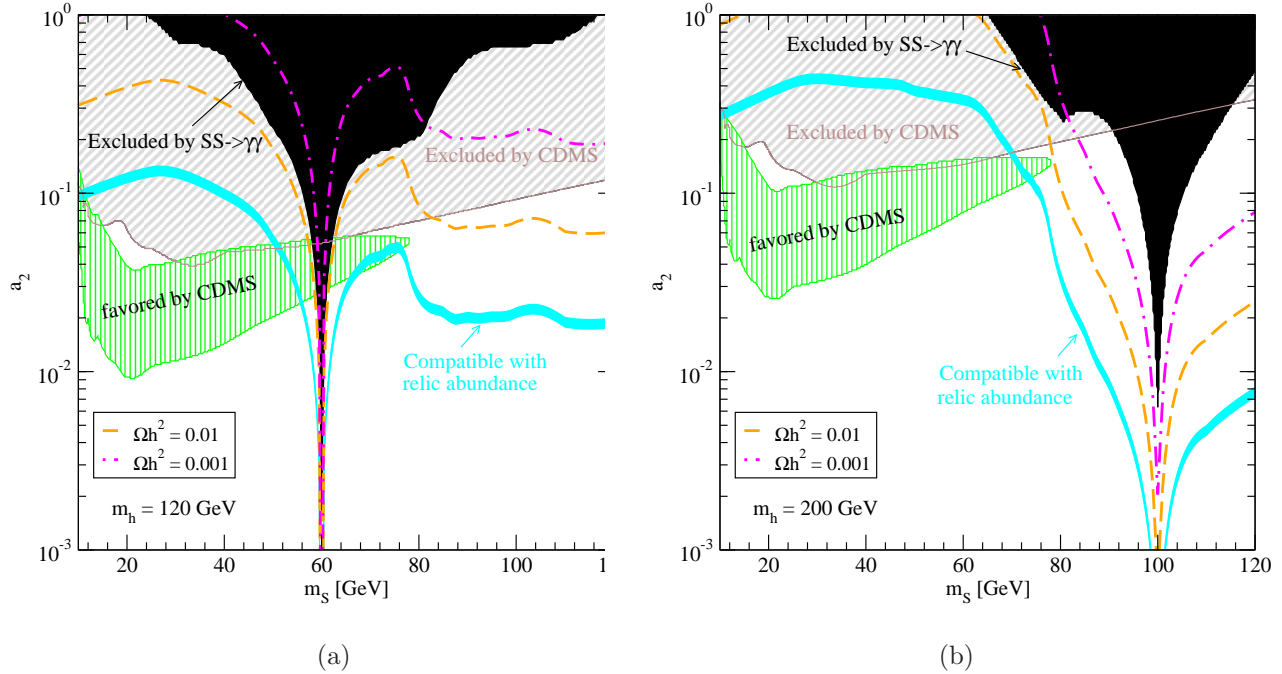 10^0
10^-1
10^-2
10^-3
a_2
Excluded by SS->γγ
Excluded by CDMS
favored by CDMS
Compatible with
relic abundance
Ωh^2 = 0.01
Ωh^2 = 0.001
m_h = 120 GeV
20 40 60 80 100 1
m_S [GeV]
(a)
10^0
10^-1
10^-2
10^-3
a_2
Excluded by SS->γγ
Excluded by CDMS
favored by CDMS
Compatible with
relic abundance
Ωh^2 = 0.01
Ωh^2 = 0.001
m_h = 200 GeV
20 40 60 80 100 120
m_S [GeV]
(b)